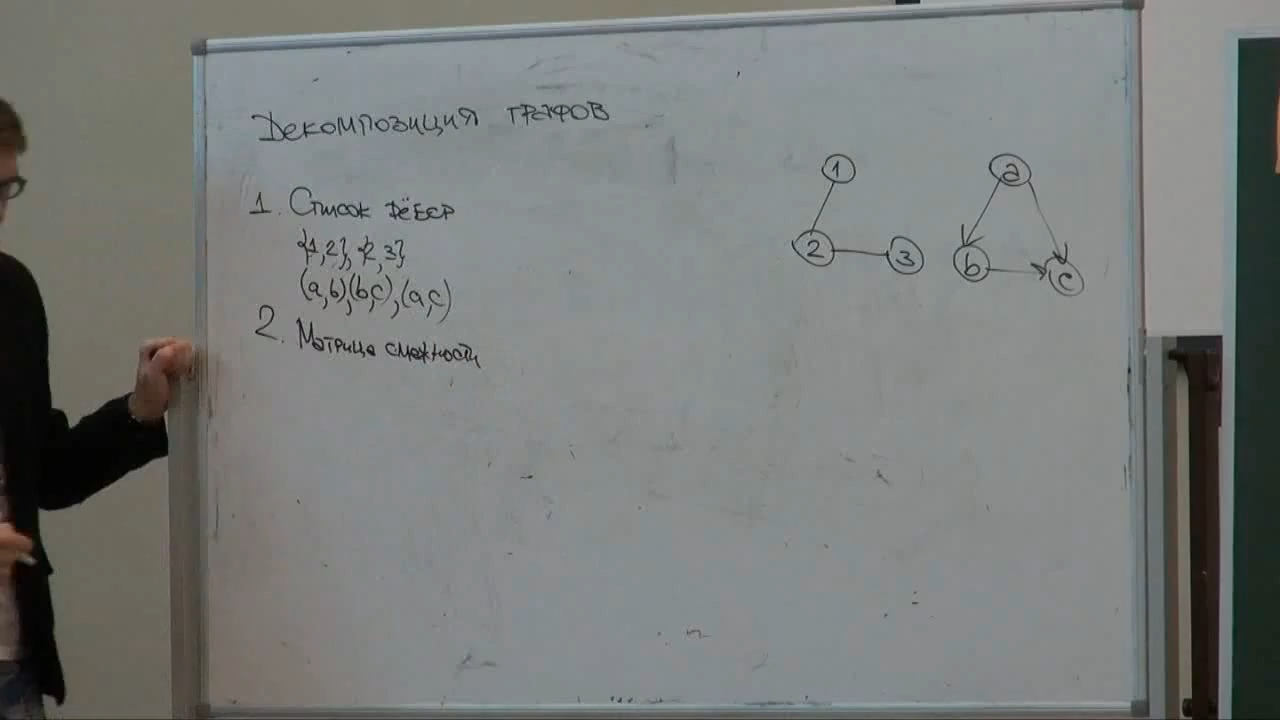 Декомпозиция графов
1. Список рёбер
{1,2}, {2,3}
(a,b),(b,c),(a,c)
2. Матрица смежности
1
2
3
a
b
c